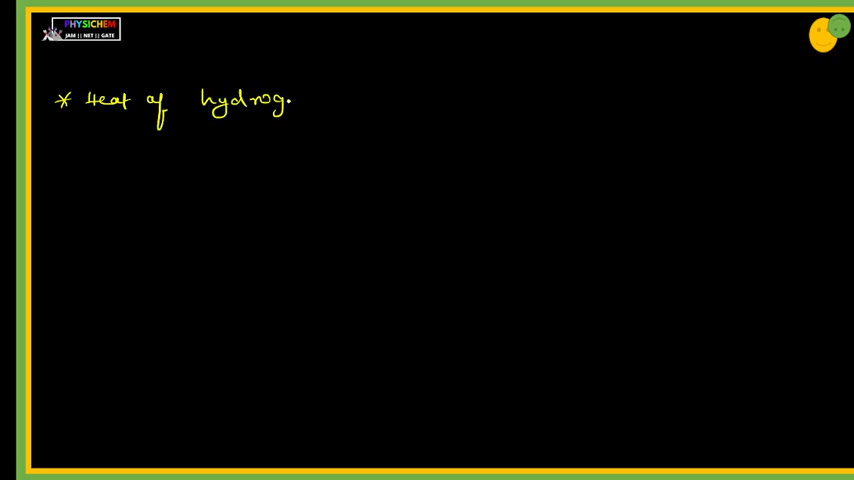 PHYSICHEM
JAM || NET || GATE
* Heat of hydrog.